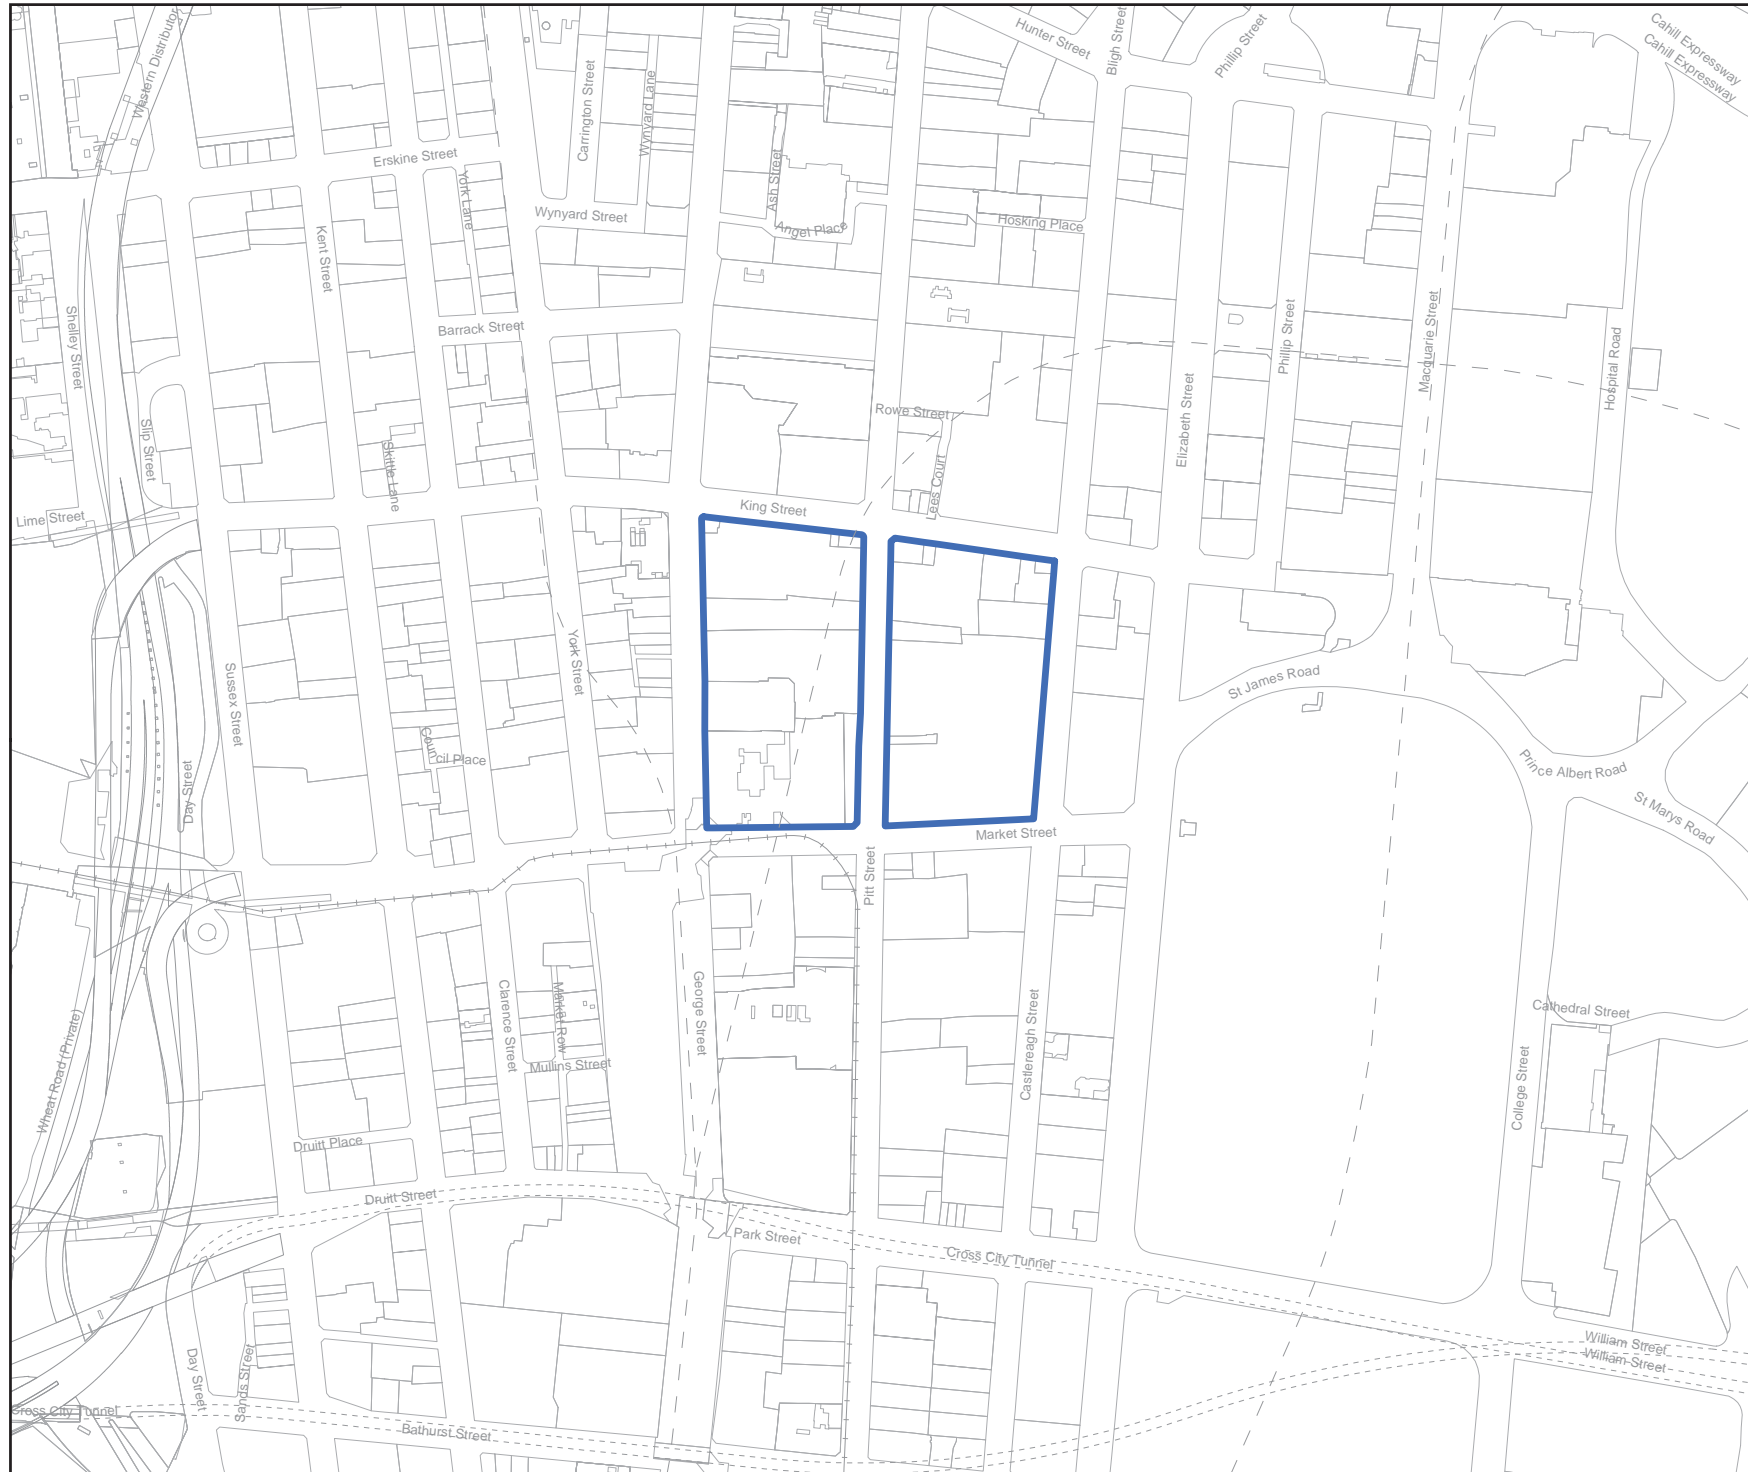 Western Distributor
Hunter Street
Bligh Street
Phillip Street
Cahill Expressway
Cahill Expressway
Carrington Street
Wynyard Lane
Erskine Street
York Lane
Ash Street
Wynyard Street
Angel Place
Hosking Place
Kent Street
Shelley Street
Barrack Street
Phillip Street
Macquarie Street
Hospital Road
Elizabeth Street
Rowe Street
Slip Street
Skittle Lane
Lees Court
Lime Street
King Street
York Street
Sussex Street
St James Road
Council Place
Day Street
Prince Albert Road
St Marys Road
Market Street
Pitt Street
Clarence Street
Market Row
George Street
Castlereagh Street
Cathedral Street
College Street
Wheat Road (Private)
Mullins Street
Druitt Place
Druitt Street
Park Street
Cross City Tunnel
William Street
William Street
Day Street
Sands Street
Cross City Tunnel
Bathurst Street